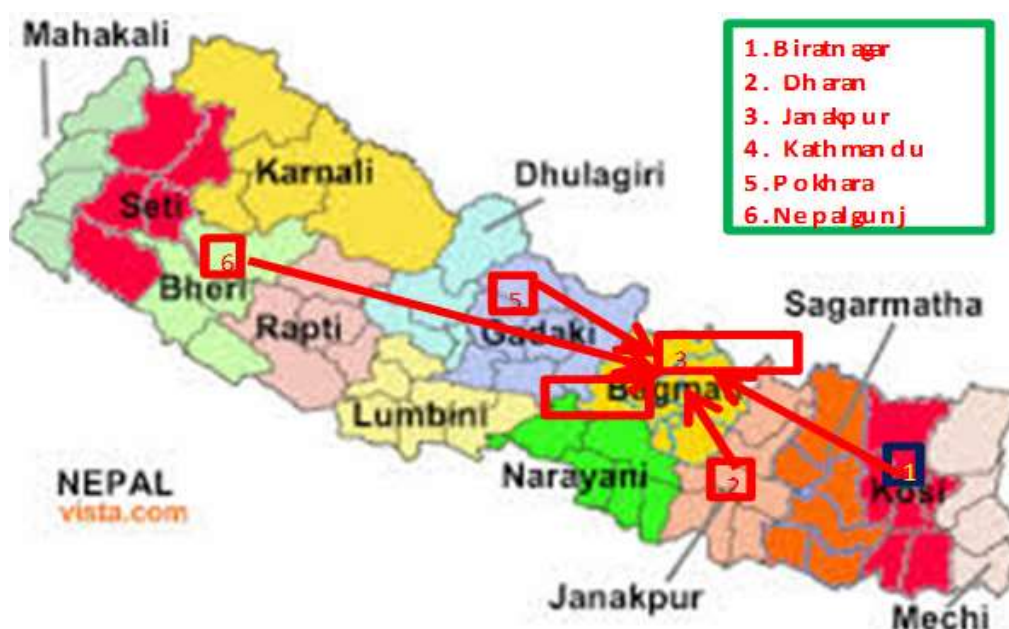 Mahakali
1. Biratnagar
2. Dharan
3. Janakpur
4. Kathmandu
5. Pokhara
6. Nepalgunj
Karnali
Dhulagiri
Seti
6
Bheri
5
Sagarmatha
Rapti
Gadaki
3
Bagmati
Lumbini
Narayani
2
1
Kosi
NEPAL
vista.com
Janakpur
Mechi